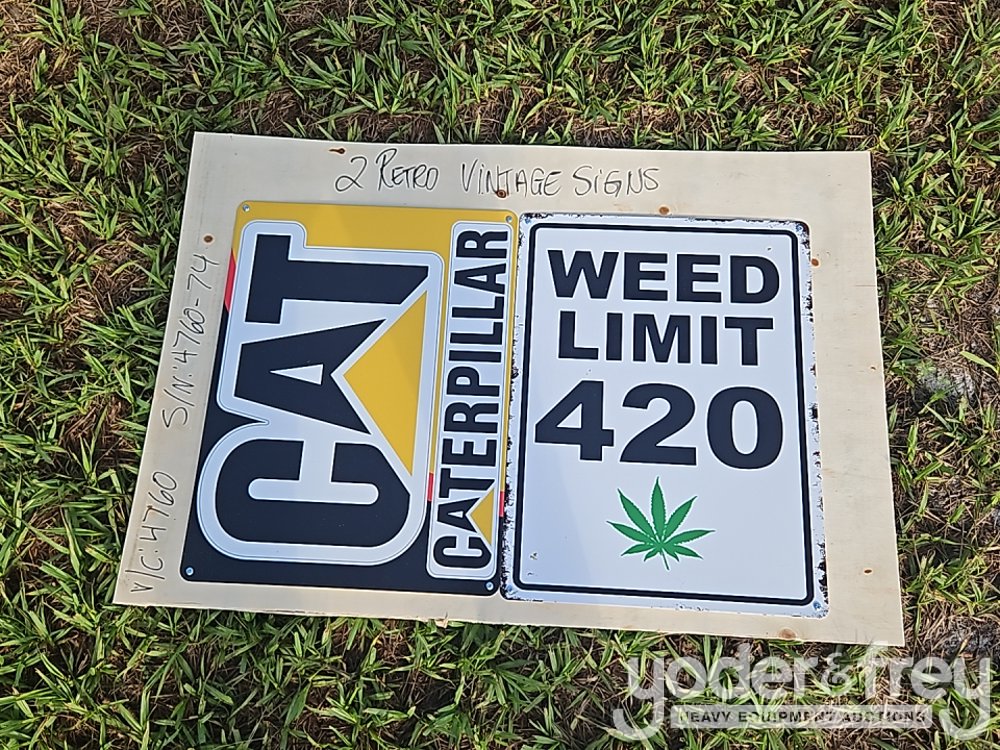 2 RETRO VINTAGE SIGNS
V/C: 4760 S/N: 4760-74
CAT
CATERPILLAR
WEED
LIMIT
420
yoder&frey
HEAVY EQUIPMENT AUCTIONS